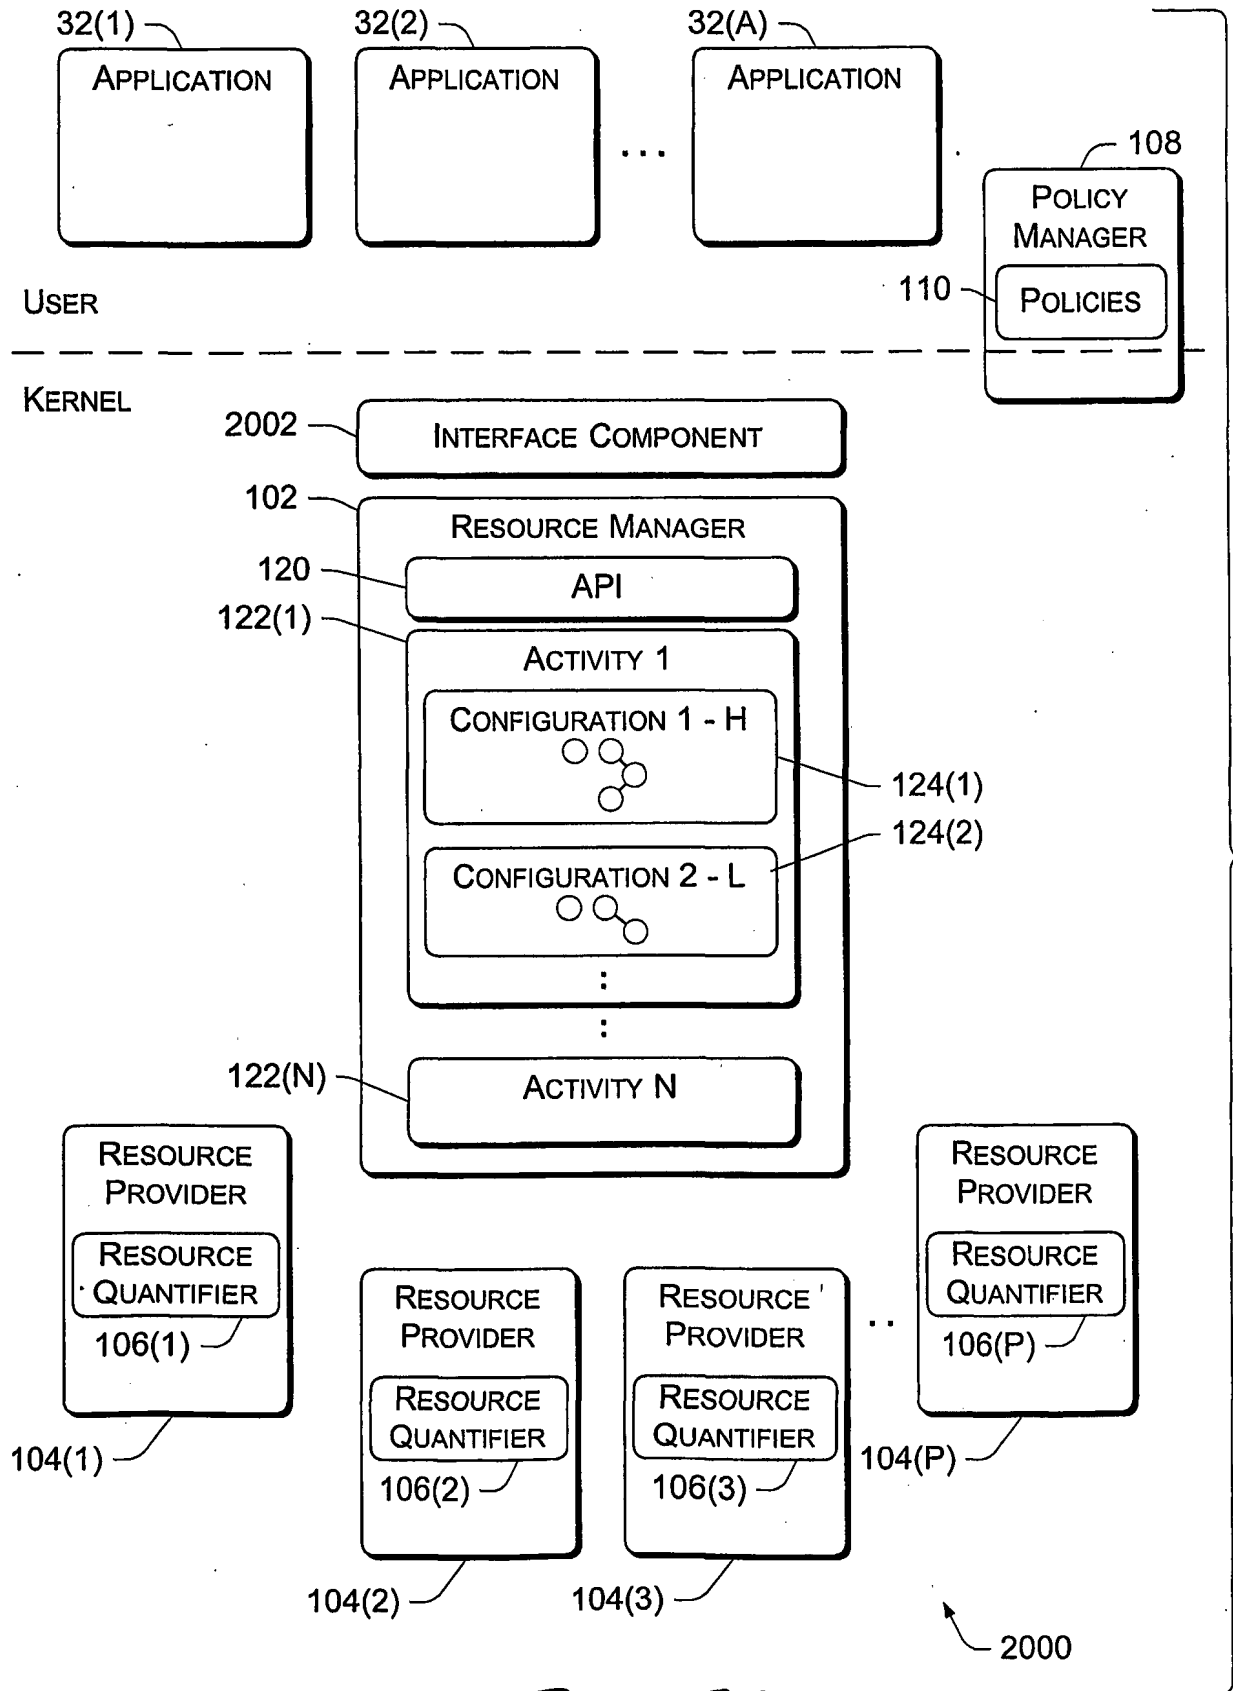 32(1) 32(2) 32(A)
APPLICATION APPLICATION APPLICATION
...
108
POLICY
MANAGER
110 POLICIES
USER
KERNEL
2002 INTERFACE COMPONENT
102 RESOURCE MANAGER
120 API
122(1) ACTIVITY 1
CONFIGURATION 1 - H
124(1)
124(2)
CONFIGURATION 2 - L
122(N) ACTIVITY N
RESOURCE
PROVIDER
RESOURCE
QUANTIFIER
106(1)
104(1)
RESOURCE
PROVIDER
RESOURCE
QUANTIFIER
106(2)
104(2)
RESOURCE
PROVIDER
RESOURCE
QUANTIFIER
106(3)
104(3)
RESOURCE
PROVIDER
RESOURCE
QUANTIFIER
106(P)
104(P)
2000